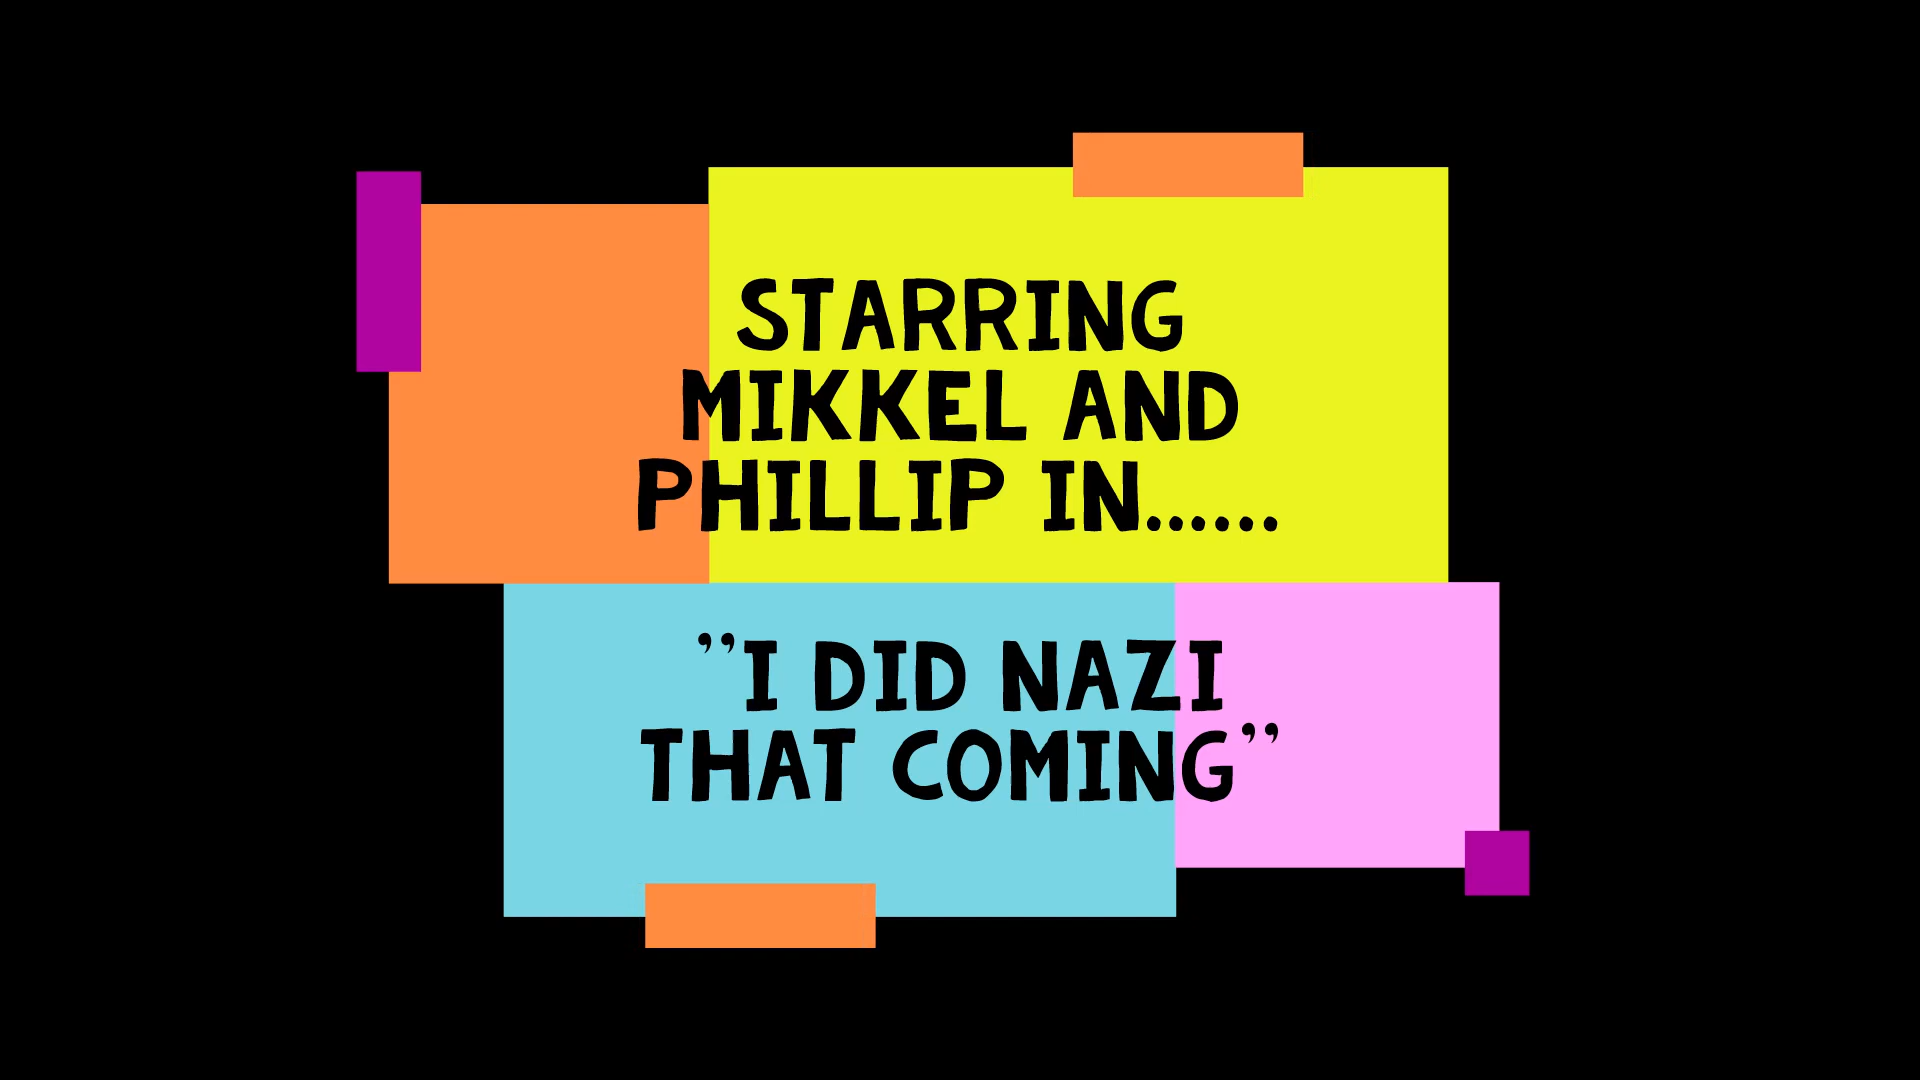 STARRING
MIKKEL AND
PHILLIP IN......
”I DID NAZI
THAT COMING”